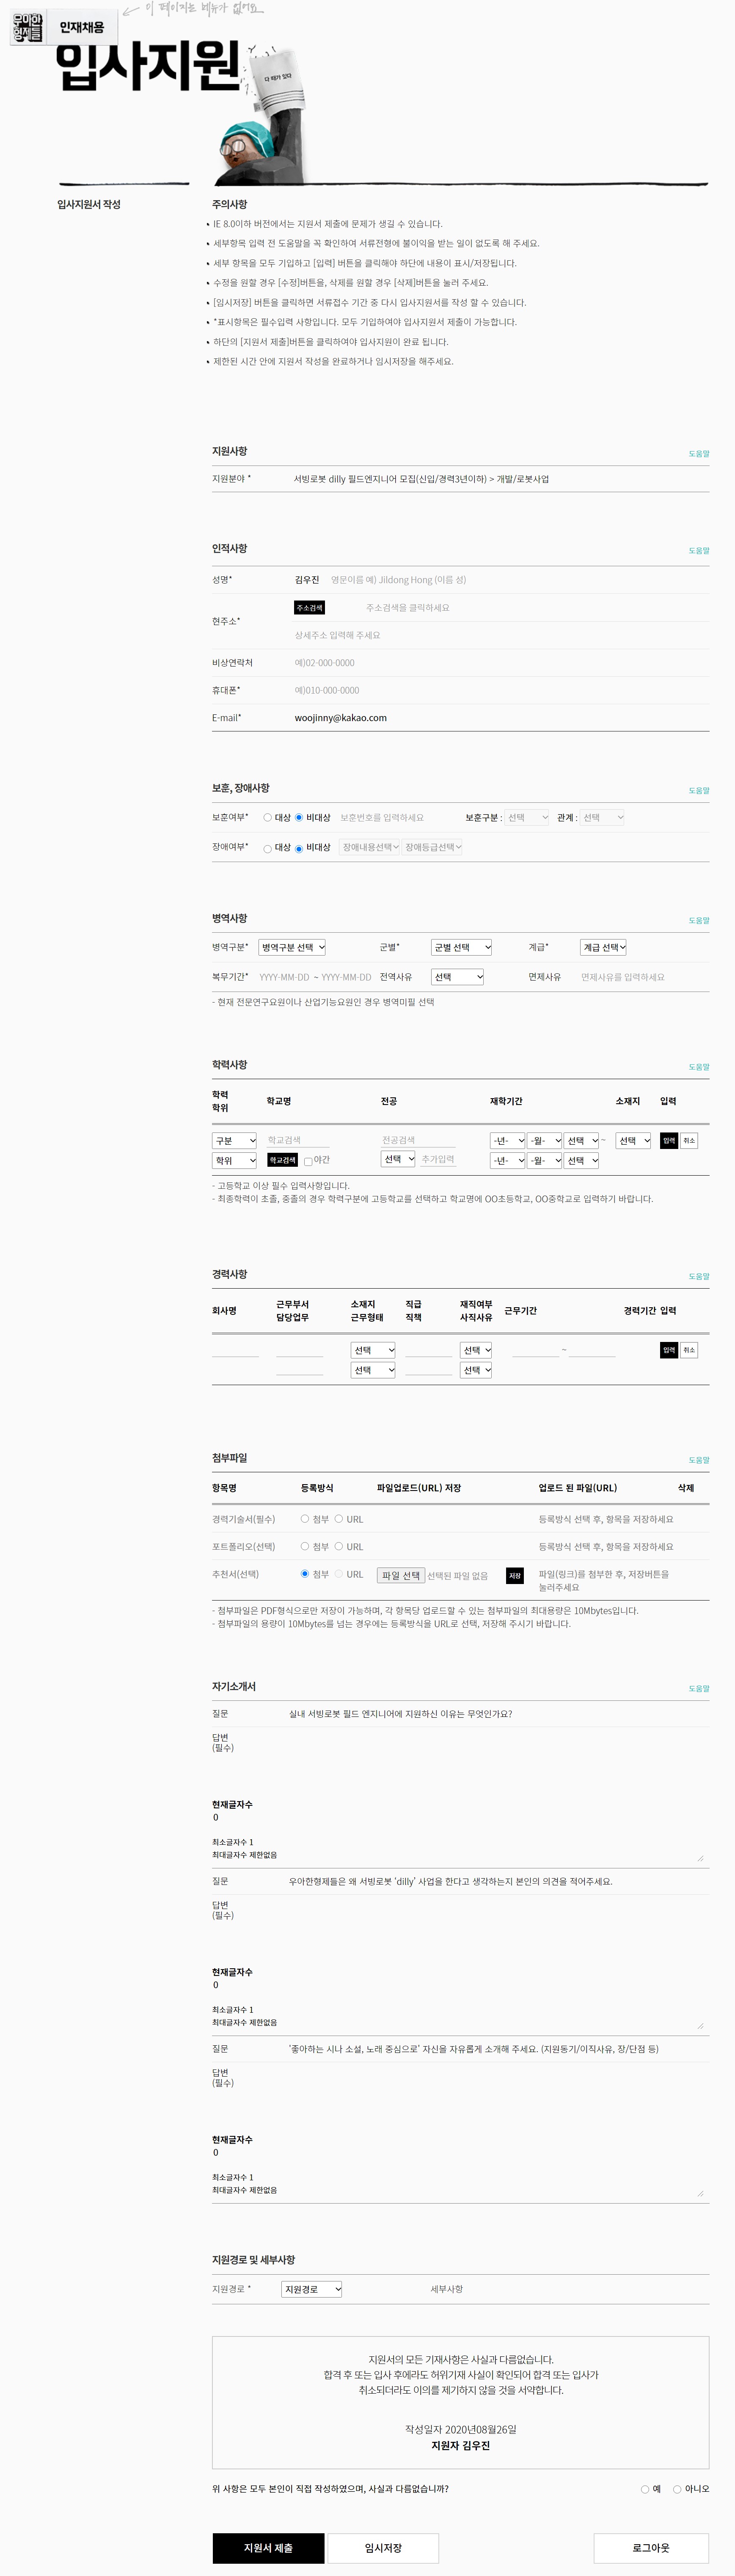 이 페이지는 메뉴가 없어요
우아한
형제들
인재채용
입사지원
다 때가 있다
입사지원서 작성
주의사항
IE 8.0이하 버전에서는 지원서 제출에 문제가 생길 수 있습니다.
세부항목 입력 전 도움말을 꼭 확인하여 서류전형에 불이익을 받는 일이 없도록 해 주세요.
세부 항목을 모두 기입하고 [입력] 버튼을 클릭해야 하단에 내용이 표시/저장됩니다.
수정을 원할 경우 [수정]버튼을, 삭제를 원할 경우 [삭제]버튼을 눌러 주세요.
[임시저장] 버튼을 클릭하면 서류접수 기간 중 다시 입사지원서를 작성 할 수 있습니다.
*표시항목은 필수입력 사항입니다. 모두 기입하여야 입사지원서 제출이 가능합니다.
하단의 [지원서 제출]버튼을 클릭하여야 입사지원이 완료 됩니다.
제한된 시간 안에 지원서 작성을 완료하거나 임시저장을 해주세요.
지원사항 도움말
지원분야 * 서빙로봇 dilly 필드엔지니어 모집(신입/경력3년이하) > 개발/로봇사업
인적사항 도움말
성명* 김우진 영문이름 예) Jildong Hong (이름 성)
주소검색 주소검색을 클릭하세요
현주소*
상세주소 입력해 주세요
비상연락처 예)02-000-0000
휴대폰* 예)010-000-0000
E-mail* woojinny@kakao.com
보훈, 장애사항 도움말
보훈여부* 대상 비대상 보훈번호를 입력하세요 보훈구분 : 선택 관계 : 선택
장애여부* 대상 비대상 장애내용선택 장애등급선택
병역사항 도움말
병역구분* 병역구분 선택 군별* 군별 선택 계급* 계급 선택
복무기간* YYYY-MM-DD ~ YYYY-MM-DD 전역사유 선택 면제사유 면제사유를 입력하세요
- 현재 전문연구요원이나 산업기능요원인 경우 병역미필 선택
학력사항 도움말
학력
학위 학교명 전공 재학기간 소재지 입력
구분 학교검색 전공검색 -년- -월- 선택 ~ 선택 입력 취소
학위 학교검색 야간 선택 추가입력 -년- -월- 선택
- 고등학교 이상 필수 입력사항입니다.
- 최종학력이 초졸, 중졸의 경우 학력구분에 고등학교를 선택하고 학교명에 OO초등학교, OO중학교로 입력하기 바랍니다.
경력사항 도움말
회사명 근무부서 소재지 직급 재직여부 근무기간 경력기간 입력
담당업무 근무형태 직책 사직사유
선택 선택 ~ 입력 취소
선택 선택
첨부파일 도움말
항목명 등록방식 파일업로드(URL) 저장 업로드 된 파일(URL) 삭제
경력기술서(필수) 첨부 URL 등록방식 선택 후, 항목을 저장하세요
포트폴리오(선택) 첨부 URL 등록방식 선택 후, 항목을 저장하세요
추천서(선택) 첨부 URL 파일 선택 선택된 파일 없음 저장 파일(링크)를 첨부한 후, 저장버튼을
눌러주세요
- 첨부파일은 PDF형식으로만 저장이 가능하며, 각 항목당 업로드할 수 있는 첨부파일의 최대용량은 10Mbytes입니다.
- 첨부파일의 용량이 10Mbytes를 넘는 경우에는 등록방식을 URL로 선택, 저장해 주시기 바랍니다.
자기소개서 도움말
질문 실내 서빙로봇 필드 엔지니어에 지원하신 이유는 무엇인가요?
답변
(필수)
현재글자수
0
최소글자수 1
최대글자수 제한없음
질문 우아한형제들은 왜 서빙로봇 'dilly' 사업을 한다고 생각하는지 본인의 의견을 적어주세요.
답변
(필수)
현재글자수
0
최소글자수 1
최대글자수 제한없음
질문 '좋아하는 시나 소설, 노래 중심으로' 자신을 자유롭게 소개해 주세요. (지원동기/이직사유, 장/단점 등)
답변
(필수)
현재글자수
0
최소글자수 1
최대글자수 제한없음
지원경로 및 세부사항
지원경로 * 지원경로 세부사항
지원서의 모든 기재사항은 사실과 다름없습니다.
합격 후 또는 입사 후에라도 허위기재 사실이 확인되어 합격 또는 입사가
취소되더라도 이의를 제기하지 않을 것을 서약합니다.
작성일자 2020년08월26일
지원자 김우진
위 사항은 모두 본인이 직접 작성하였으며, 사실과 다름없습니까? 예 아니오
지원서 제출 임시저장 로그아웃